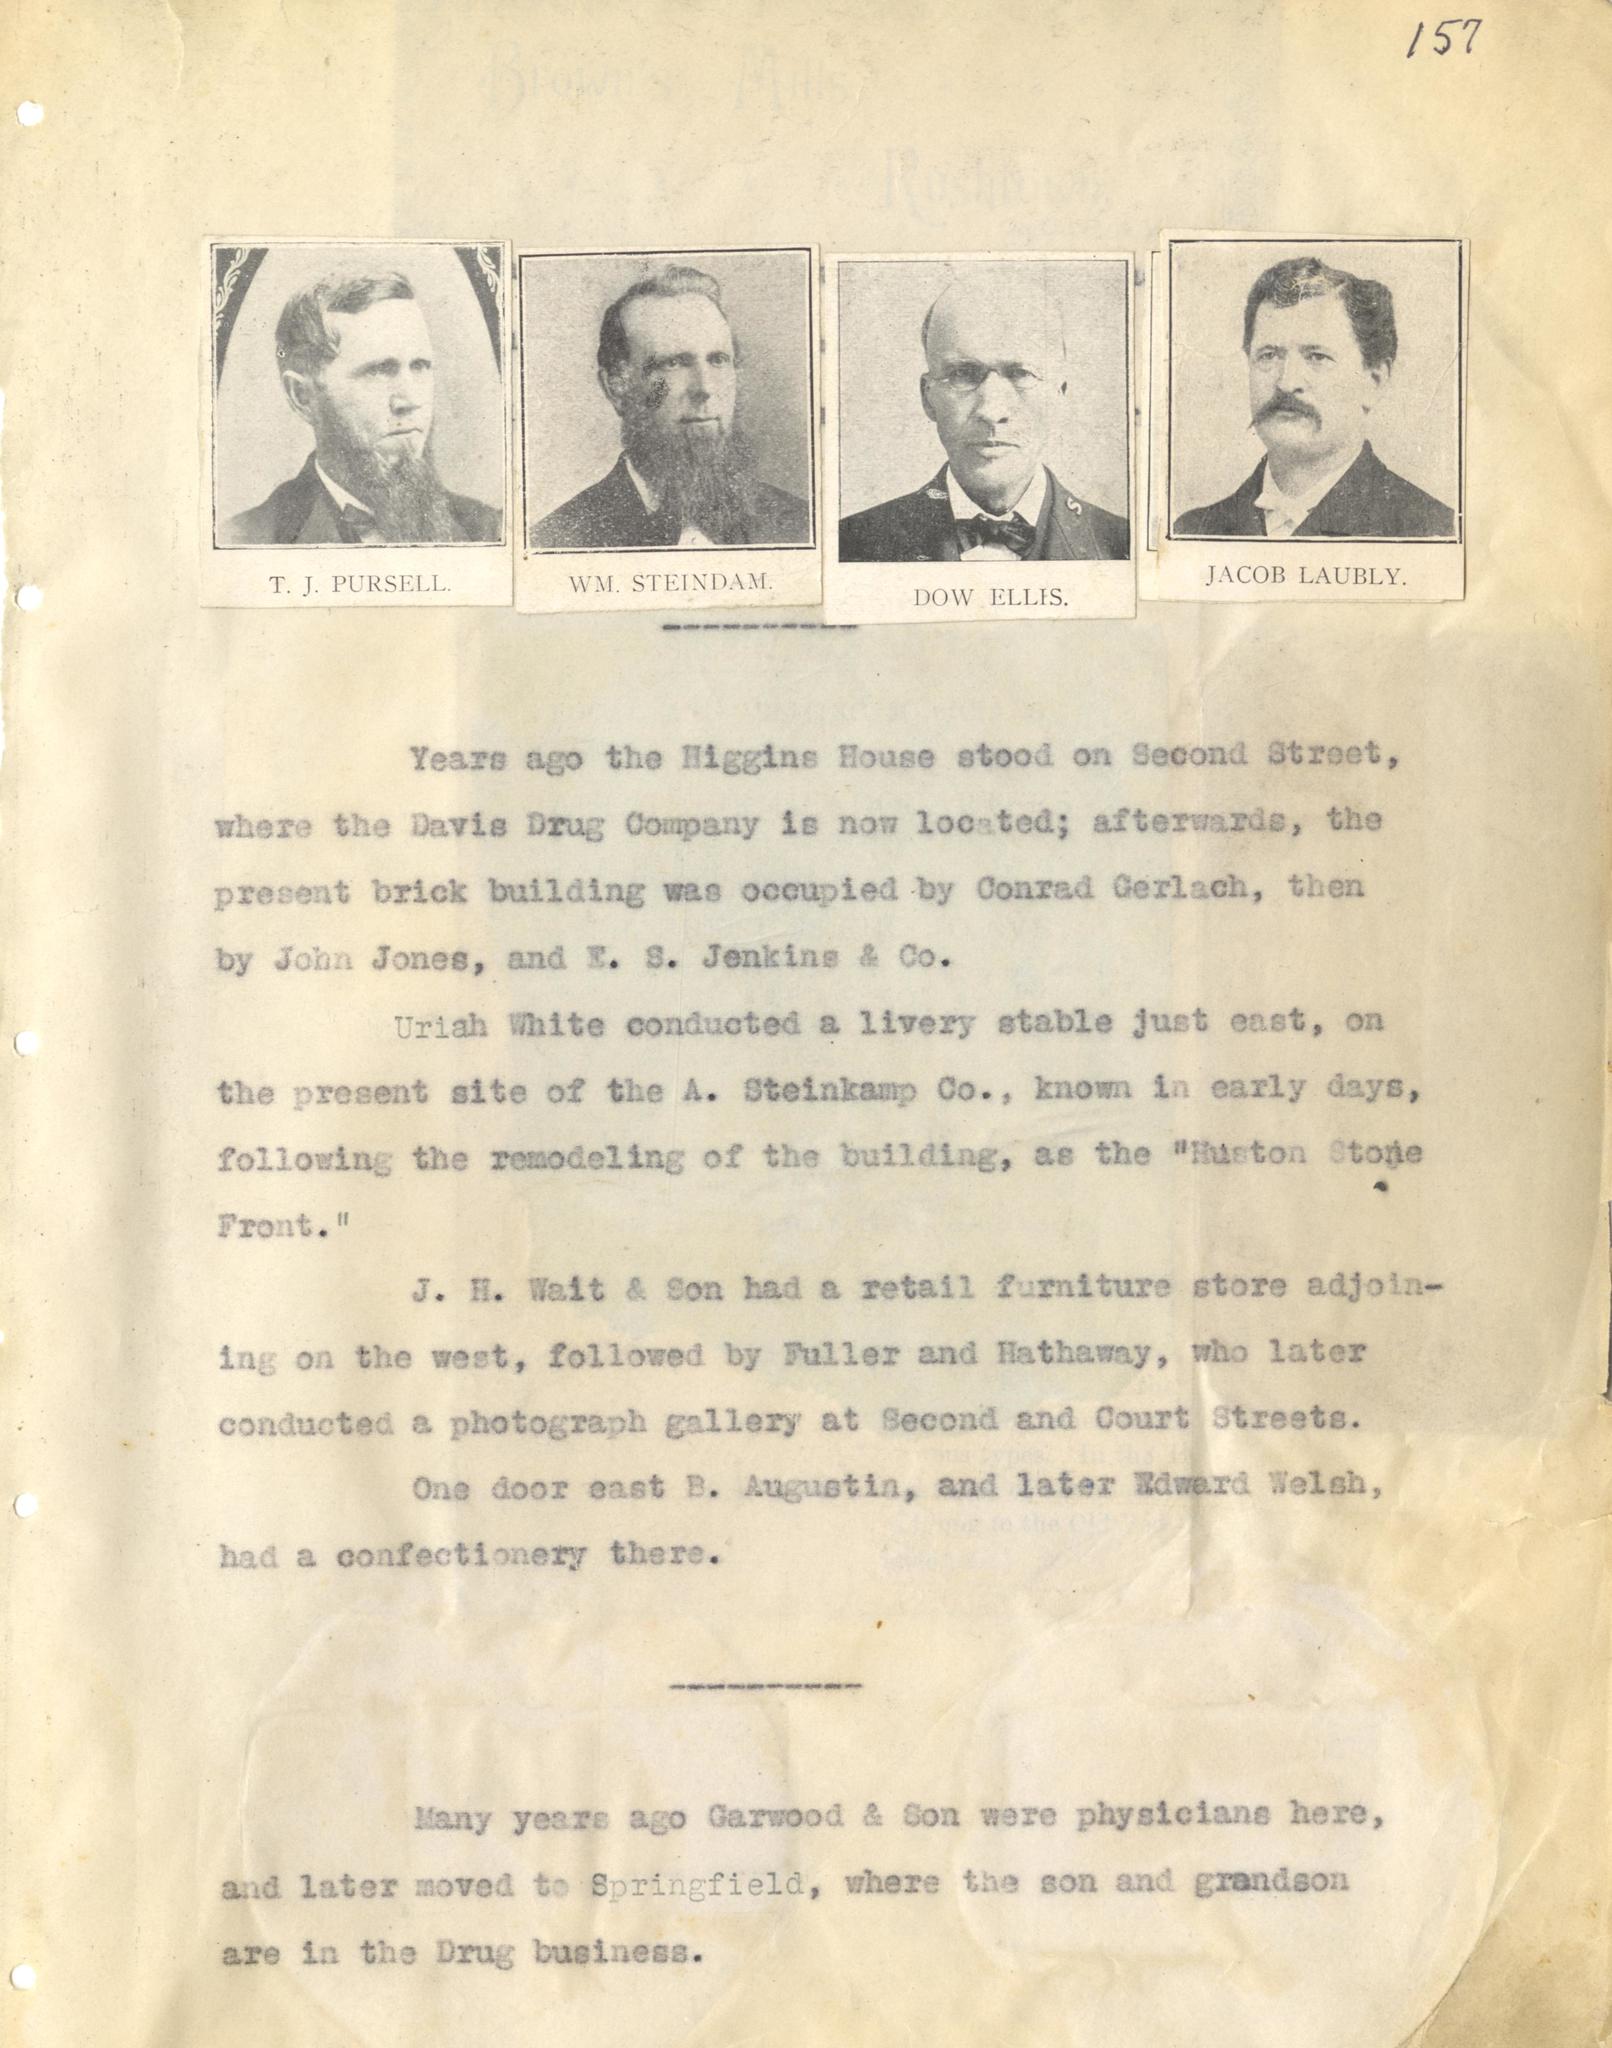 157
T. J. PURSELL.
WM. STEINDAM.
DOW ELLIS.
JACOB LAUBLY.
Years ago the Higgins House stood on Second Street,
where the Davis Drug Company is now located; afterwards, the
present brick building was occupied by Conrad Gerlach, then
by John Jones, and E. S. Jenkins & Co.
Uriah White conducted a livery stable just east, on
the present site of the A. Steinkamp Co., known in early days,
following the remodeling of the building, as the "Huston Stone
Front."
J. H. Wait & Son had a retail furniture store adjoin-
ing on the west, followed by Fuller and Hathaway, who later
conducted a photograph gallery at Second and Court Streets.
One door east B. Augustin, and later Edward Welsh,
had a confectionery there.
Many years ago Garwood & Son were physicians here,
and later moved to Springfield, where the son and grandson
are in the Drug business.